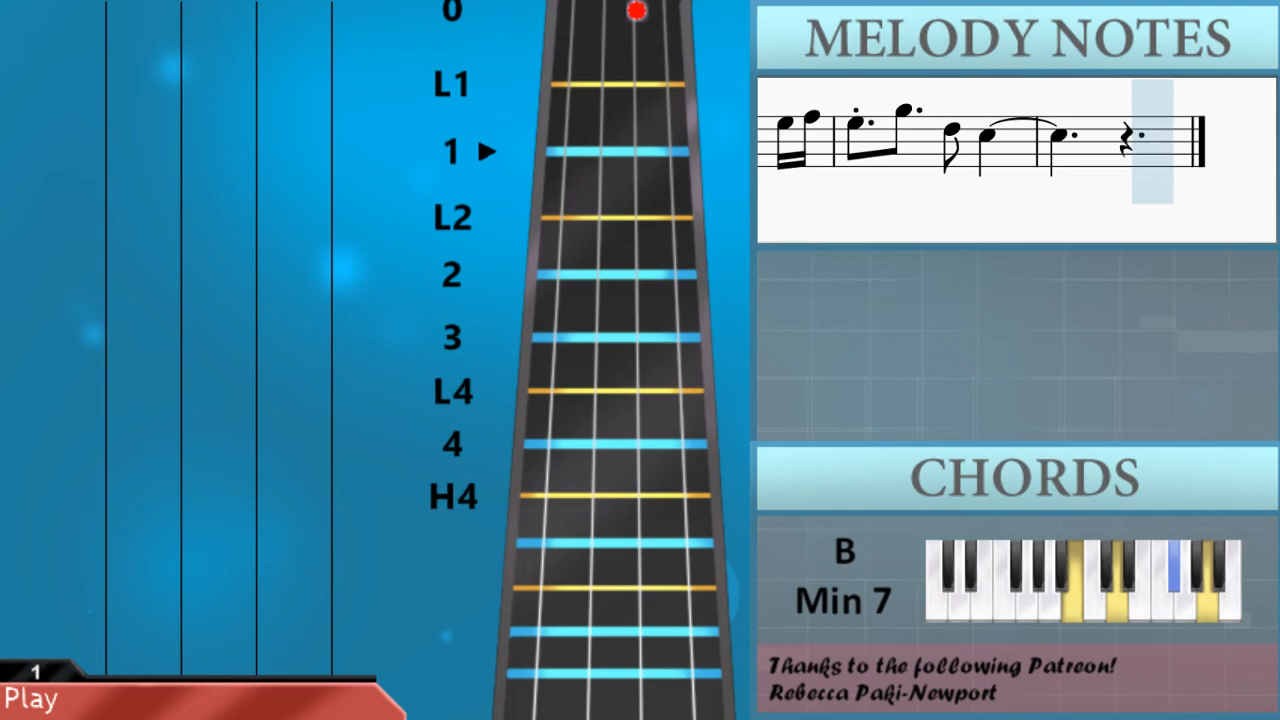 0
L1
1
L2
2
3
L4
4
H4
MELODY NOTES
CHORDS
B
Min 7
Thanks to the following Patreon!
Rebecca Paki-Newport
1
Play